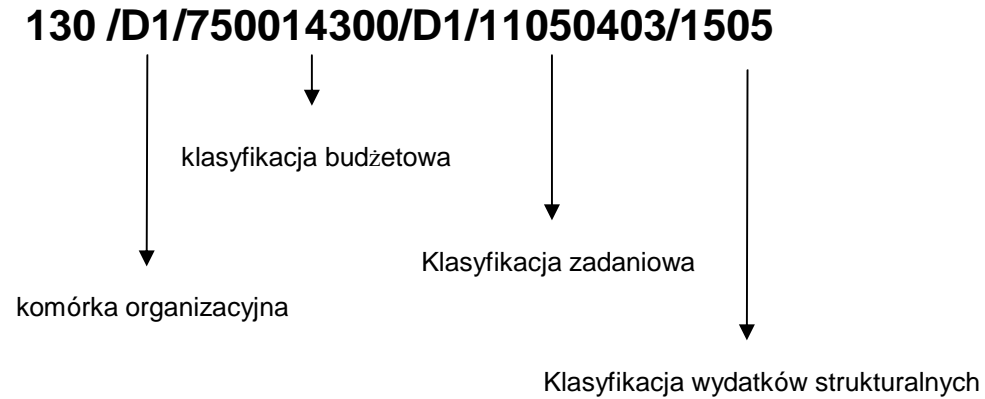 130 /D1/750014300/D1/11050403/1505
klasyfikacja budżetowa
Klasyfikacja zadaniowa
komórka organizacyjna
Klasyfikacja wydatków strukturalnych